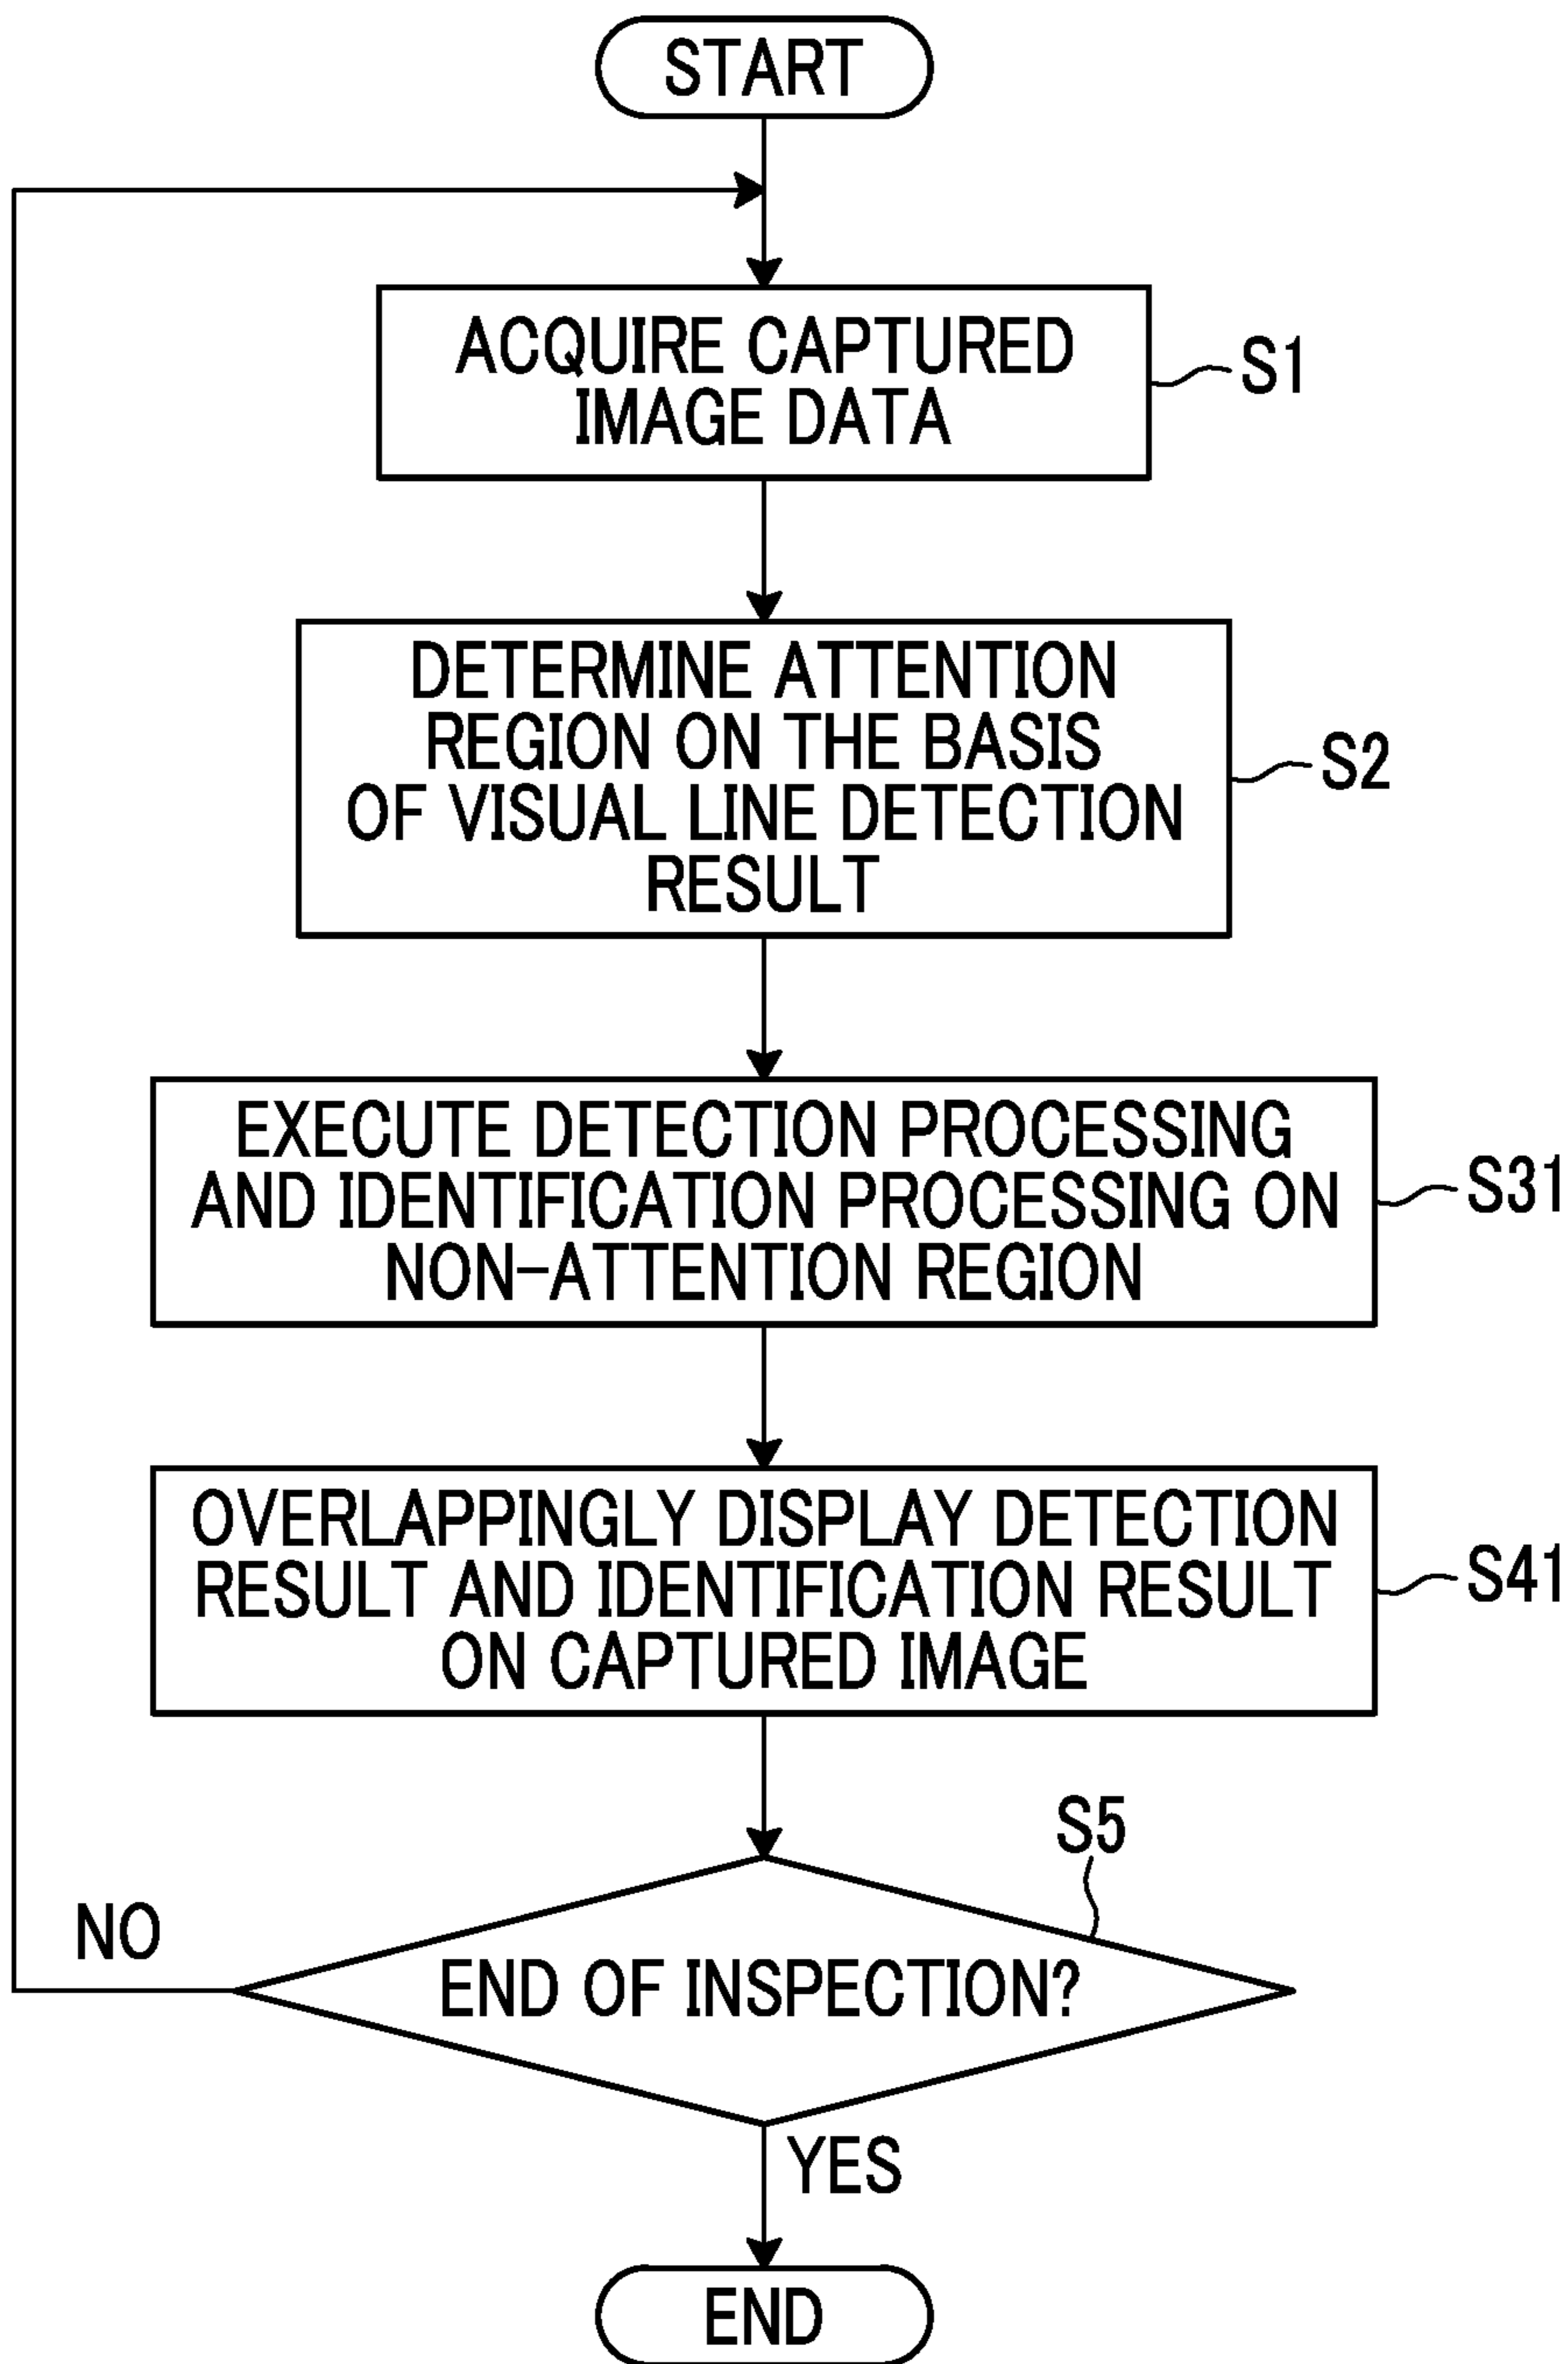 START
ACQUIRE CAPTURED
IMAGE DATA
S1
DETERMINE ATTENTION
REGION ON THE BASIS
OF VISUAL LINE DETECTION
RESULT
S2
EXECUTE DETECTION PROCESSING
AND IDENTIFICATION PROCESSING ON
NON-ATTENTION REGION
S31
OVERLAPPINGLY DISPLAY DETECTION
RESULT AND IDENTIFICATION RESULT
ON CAPTURED IMAGE
S41
S5
NO
END OF INSPECTION?
YES
END